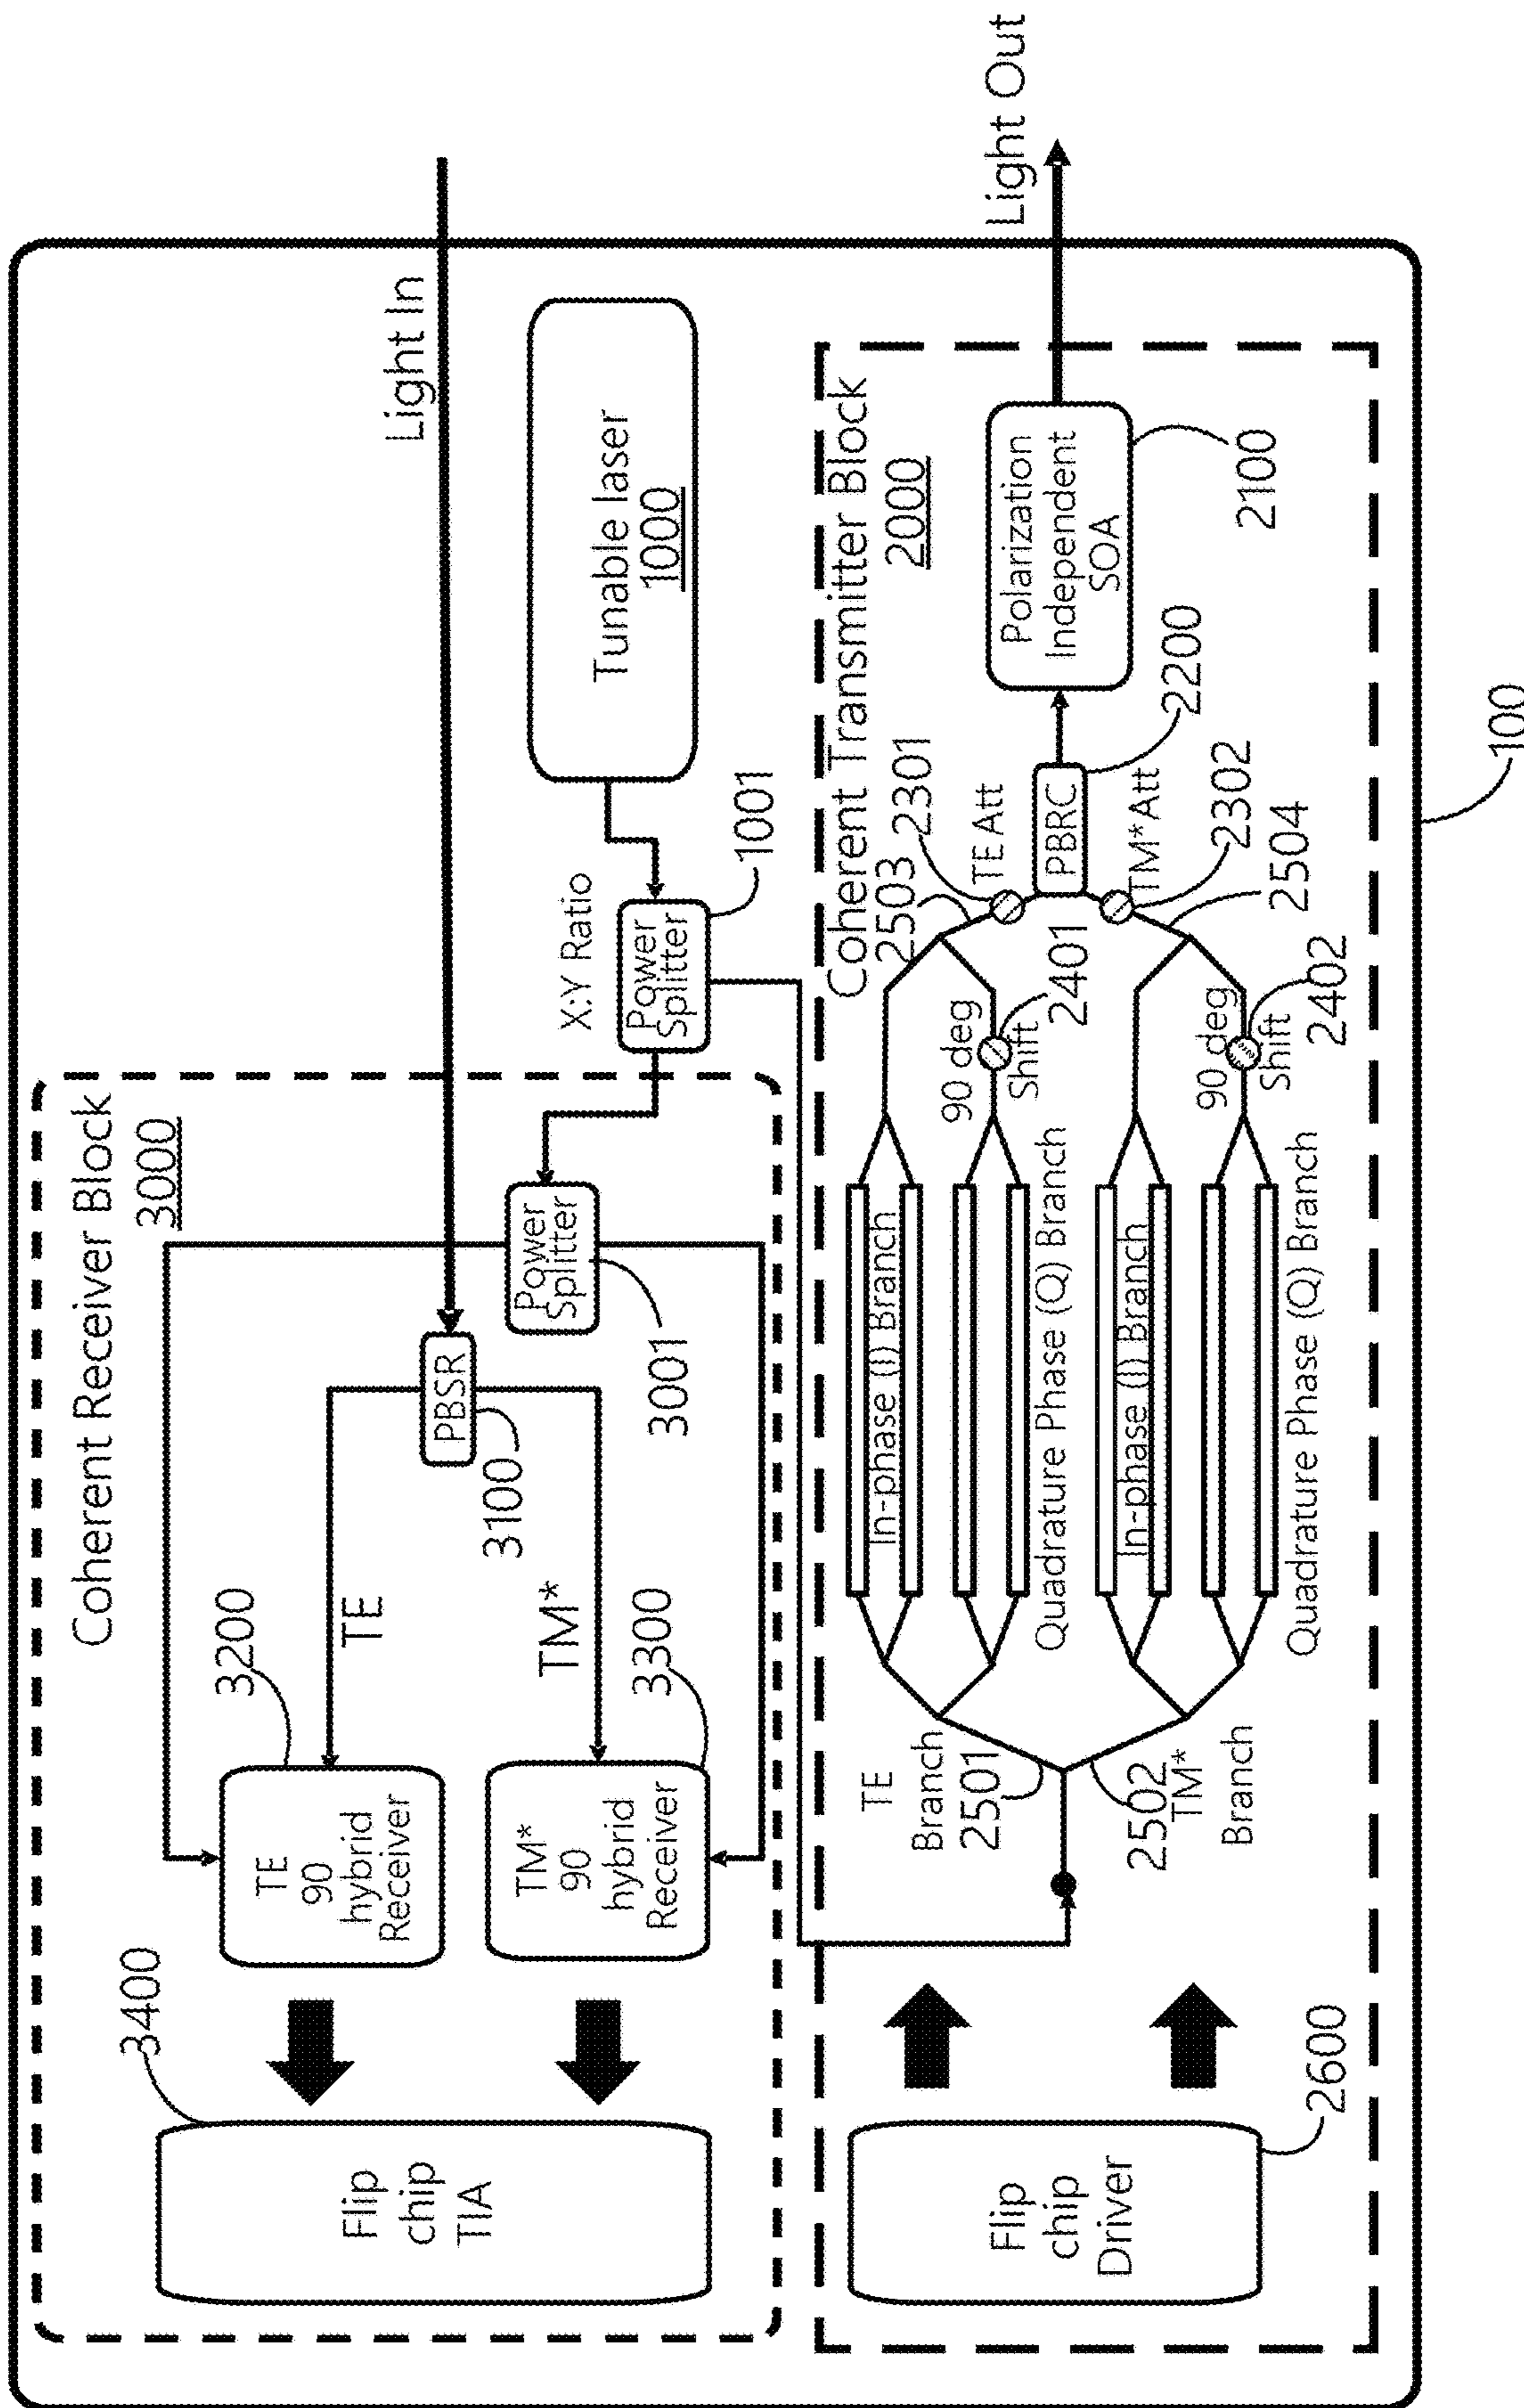 Coherent Receiver Block
3000
3400
Flip
chip
TIA
3200
TE
90
hybrid
Receiver
TE
TM*
90
hybrid
Receiver
TM*
3300
PBSR
3100
Power
Splitter
3001
Light In
X:Y Ratio
Power
Splitter
1001
Tunable laser
1000
Coherent Transmitter Block
2000
Flip
chip
Driver
2600
TE
Branch
2501
2502
TM*
Branch
In-phase (I) Branch
Quadrature Phase (Q) Branch
In-phase (I) Branch
Quadrature Phase (Q) Branch
90 deg
Shift
2401
90 deg
Shift
2402
2503
2301
TE Att
PBRC
2200
TM* Att
2302
2504
Polarization
Independent
SOA
2100
Light Out
100